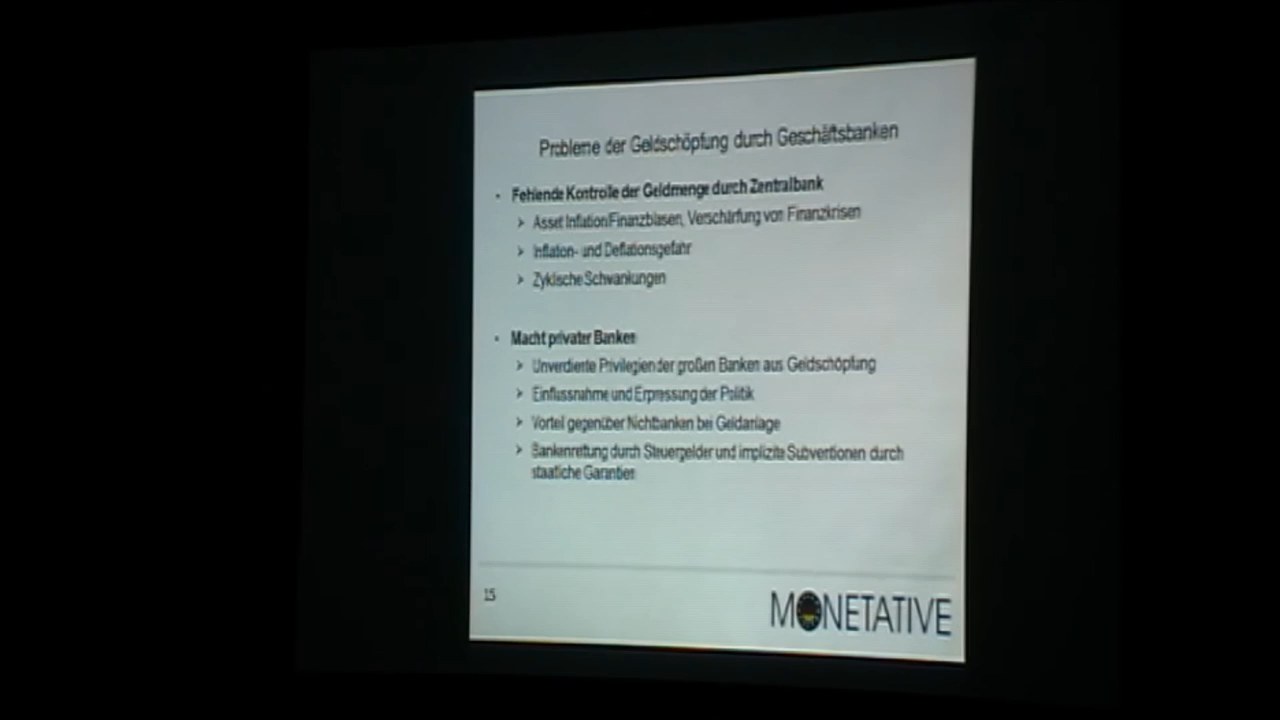 Probleme der Geldschöpfung durch Geschäftsbanken
• Fehlende Kontrolle der Geldmenge durch Zentralbank
➢ Asset Inflation/Finanzblasen, Verschärfung von Finanzkrisen
➢ Inflation- und Deflationsgefahr
➢ Zyklische Schwankungen
• Macht privater Banken
➢ Unverdiente Privilegien der großen Banken aus Geldschöpfung
➢ Einflussnahme und Erpressung der Politik
➢ Vorteil gegenüber Nichtbanken bei Geldanlage
➢ Bankenrettung durch Steuergelder und implizite Subventionen durch
staatliche Garantien
15
MONETATIVE